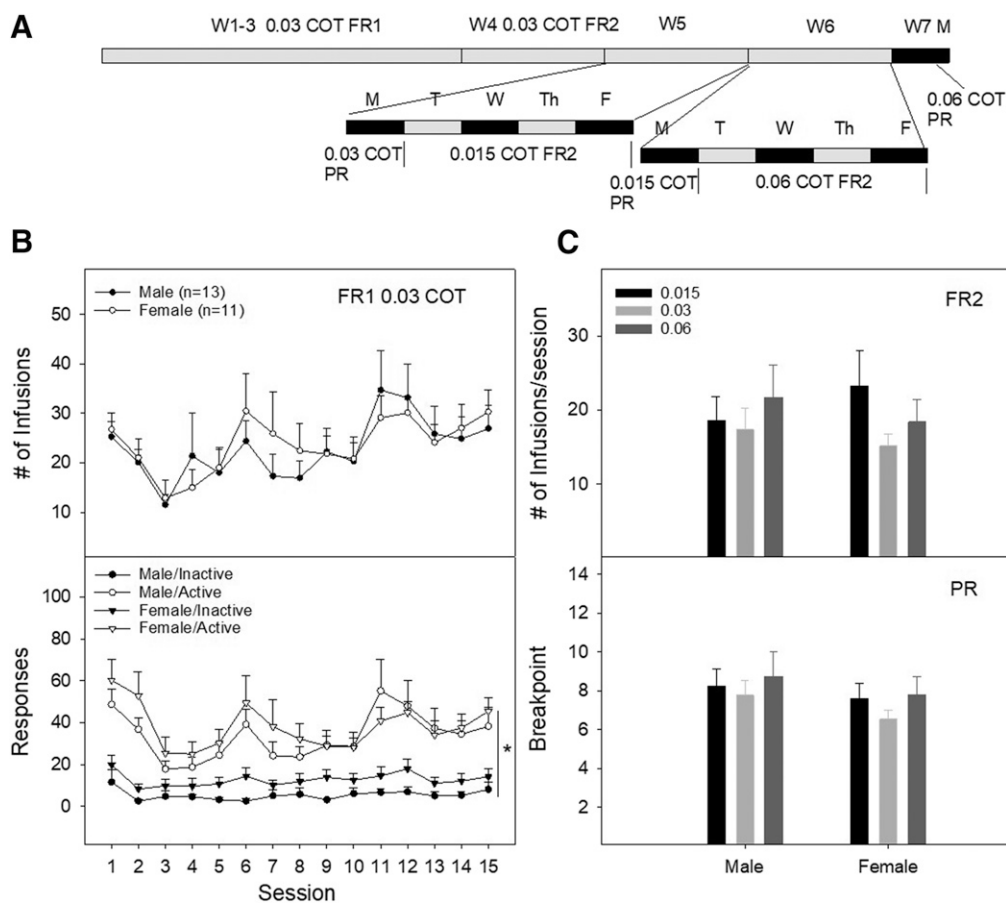 A
W1-3 0.03 COT FR1
W4 0.03 COT FR2
W5
W6
W7 M
0.06 COT
PR
M T W Th F
0.03 COT
PR
0.015 COT FR2
M T W Th F
0.015 COT
PR
0.06 COT FR2
B
Male (n=13)
Female (n=11)
FR1 0.03 COT
# of Infusions
50
40
30
20
10
Male/Inactive
Male/Active
Female/Inactive
Female/Active
Responses
100
80
60
40
20
0
*
1 2 3 4 5 6 7 8 9 10 11 12 13 14 15
Session
C
0.015
0.03
0.06
FR2
# of Infusions/session
30
20
10
PR
Breakpoint
14
12
10
8
6
4
2
Male Female